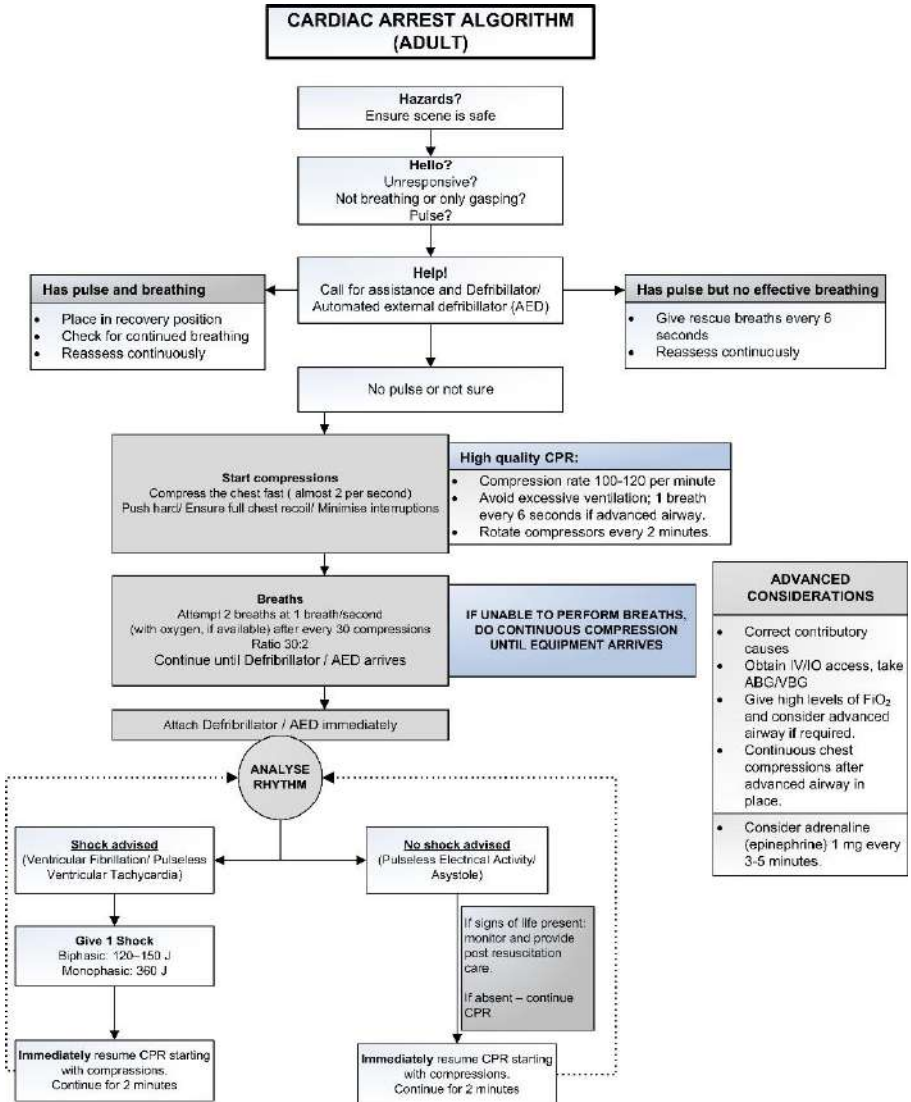 CARDIAC ARREST ALGORITHM
(ADULT)
Hazards?
Ensure scene is safe
Hello?
Unresponsive?
Not breathing or only gasping?
Pulse?
Help!
Call for assistance and Defribillator/
Automated external defribillator (AED)
Has pulse and breathing
• Place in recovery position
• Check for continued breathing
• Reassess continuously
Has pulse but no effective breathing
• Give rescue breaths every 6
seconds
• Reassess continuously
No pulse or not sure
Start compressions
Compress the chest fast ( almost 2 per second)
Push hard/ Ensure full chest recoil/ Minimise interruptions
High quality CPR:
• Compression rate 100-120 per minute
• Avoid excessive ventilation; 1 breath
every 6 seconds if advanced airway.
• Rotate compressors every 2 minutes.
Breaths
Attempt 2 breaths at 1 breath/second
(with oxygen, if available) after every 30 compressions
Ratio 30:2
Continue until Defribrillator / AED arrives
IF UNABLE TO PERFORM BREATHS,
DO CONTINUOUS COMPRESSION
UNTIL EQUIPMENT ARRIVES
ADVANCED
CONSIDERATIONS
• Correct contributory
causes
• Obtain IV/IO access, take
ABG/VBG
• Give high levels of FiO₂
and consider advanced
airway if required.
• Continuous chest
compressions after
advanced airway in
place.
• Consider adrenaline
(epinephrine) 1 mg every
3-5 minutes.
Attach Defribrillator / AED immediately
ANALYSE
RHYTHM
Shock advised
(Ventricular Fibrillation/ Pulseless
Ventricular Tachycardia)
No shock advised
(Pulseless Electrical Activity/
Asystole)
Give 1 Shock
Biphasic: 120–150 J
Monophasic: 360 J
If signs of life present:
monitor and provide
post resuscitation
care.
If absent – continue
CPR
Immediately resume CPR starting
with compressions.
Continue for 2 minutes
Immediately resume CPR starting
with compressions.
Continue for 2 minutes